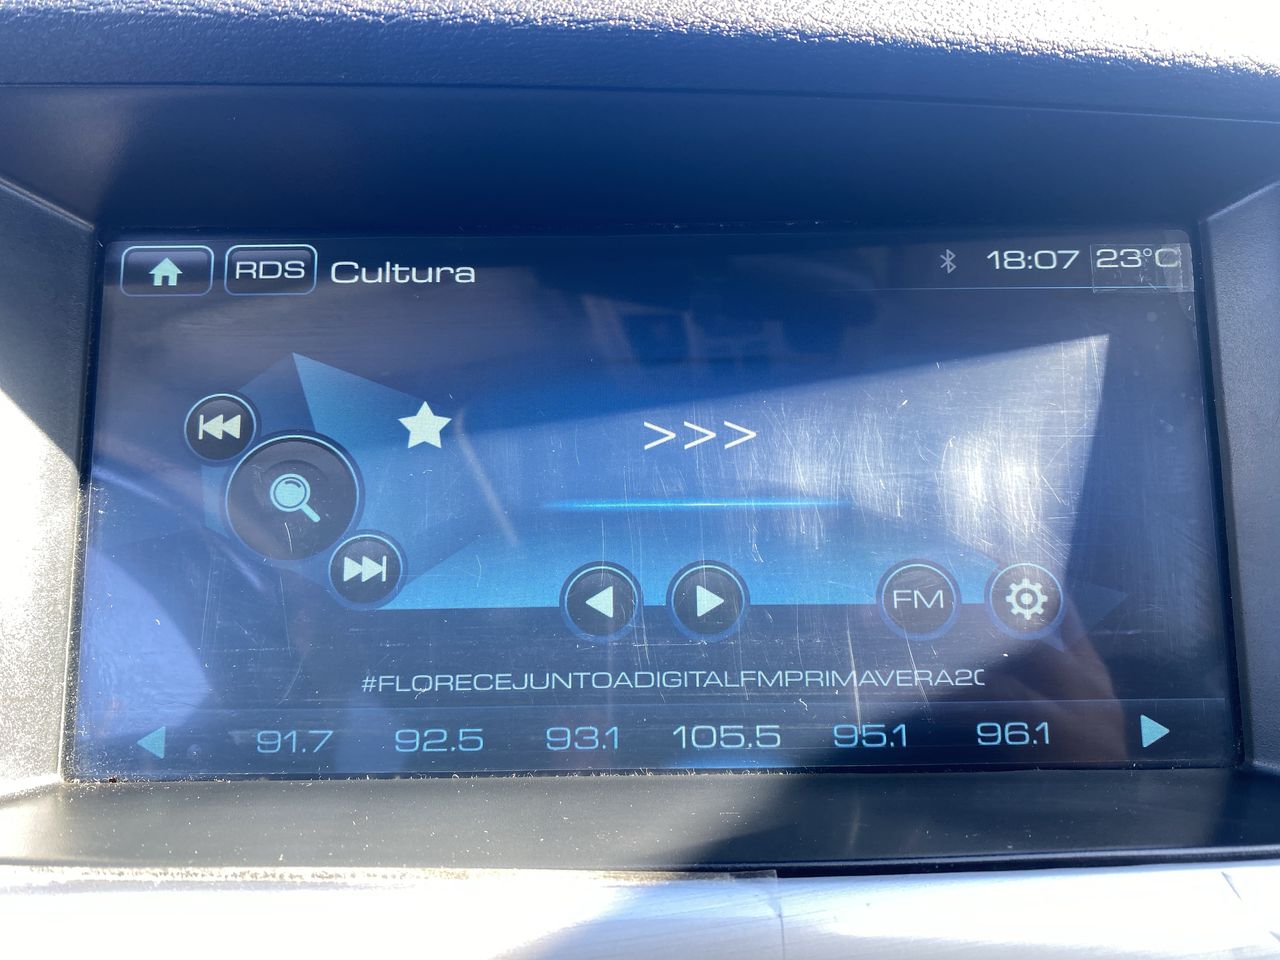 RDS Cultura 18:07 23°C
>>>
FM
#FLORECEJUNTOADIGITALFMPRIMAVERA20
91.7 92.5 93.1 105.5 95.1 96.1